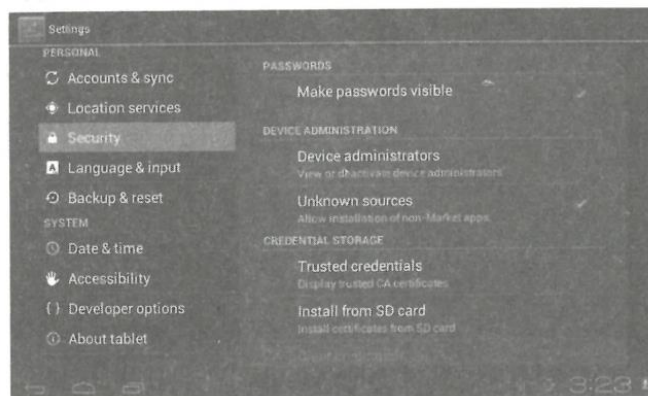 Settings
PERSONAL
Accounts & sync
Location services
Security
Language & input
Backup & reset
SYSTEM
Date & time
Accessibility
Developer options
About tablet
PASSWORDS
Make passwords visible
DEVICE ADMINISTRATION
Device administrators
View or deactivate device administrators
Unknown sources
Allow installation of non-Market apps
CREDENTIAL STORAGE
Trusted credentials
Display trusted CA certificates
Install from SD card
Install certificates from SD card
3:23